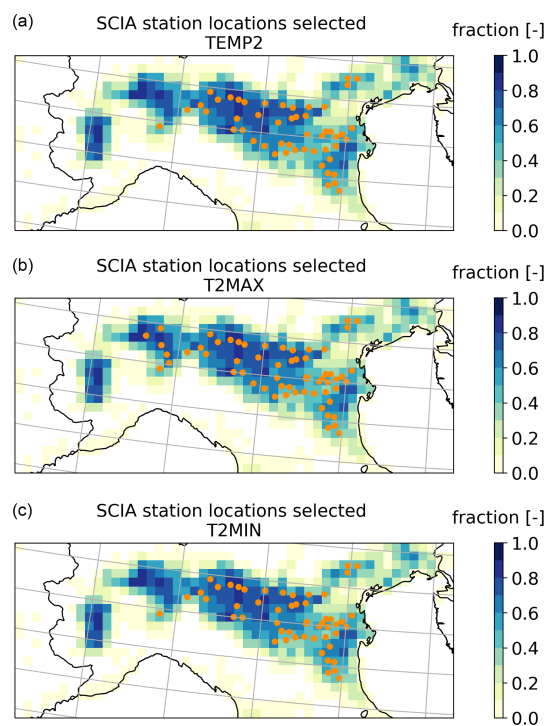 (a)
SCIA station locations selected
TEMP2
fraction [-]
1.0
0.8
0.6
0.4
0.2
0.0
(b)
SCIA station locations selected
T2MAX
fraction [-]
1.0
0.8
0.6
0.4
0.2
0.0
(c)
SCIA station locations selected
T2MIN
fraction [-]
1.0
0.8
0.6
0.4
0.2
0.0